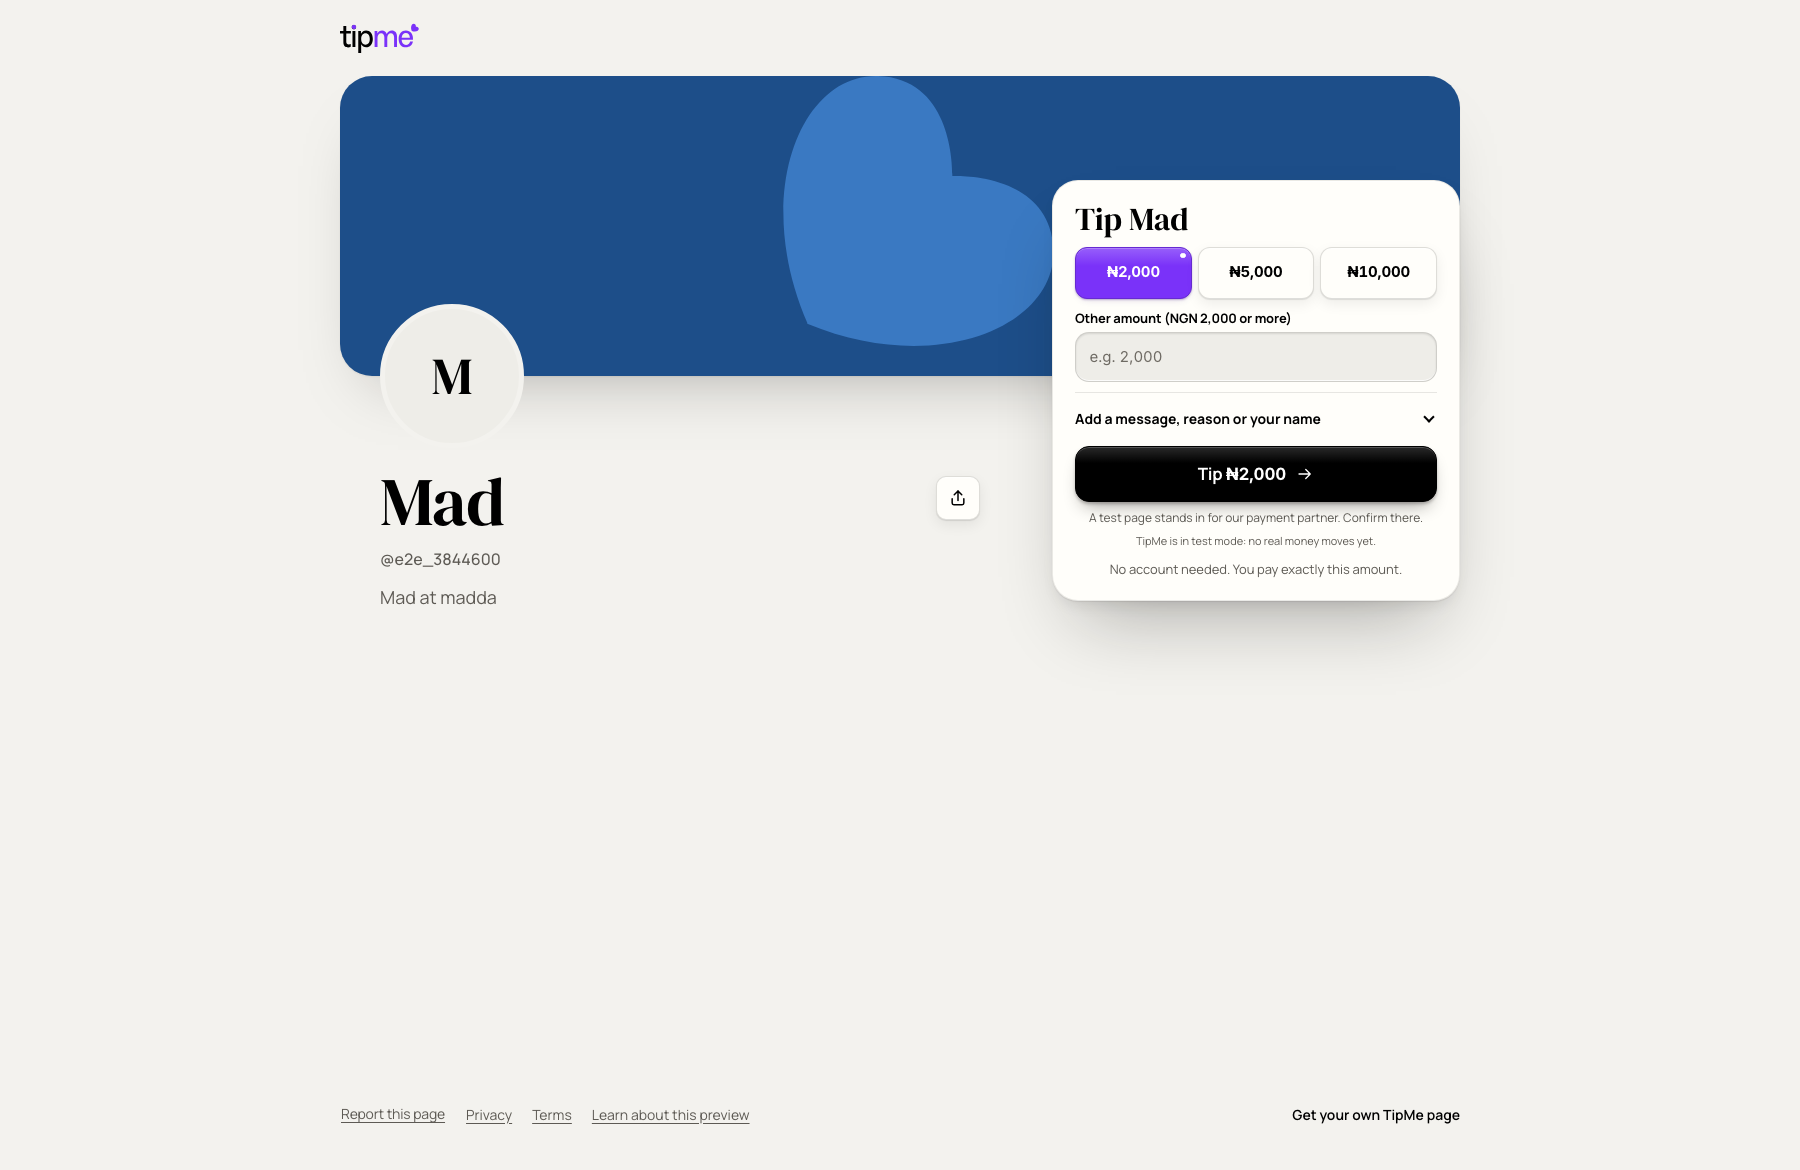 tipme
Tip Mad
₦2,000
₦5,000
₦10,000
Other amount (NGN 2,000 or more)
e.g. 2,000
Add a message, reason or your name
Tip ₦2,000 →
A test page stands in for our payment partner. Confirm there.
TipMe is in test mode: no real money moves yet.
No account needed. You pay exactly this amount.
M
Mad
@e2e_3844600
Mad at madda
Report this page
Privacy
Terms
Learn about this preview
Get your own TipMe page